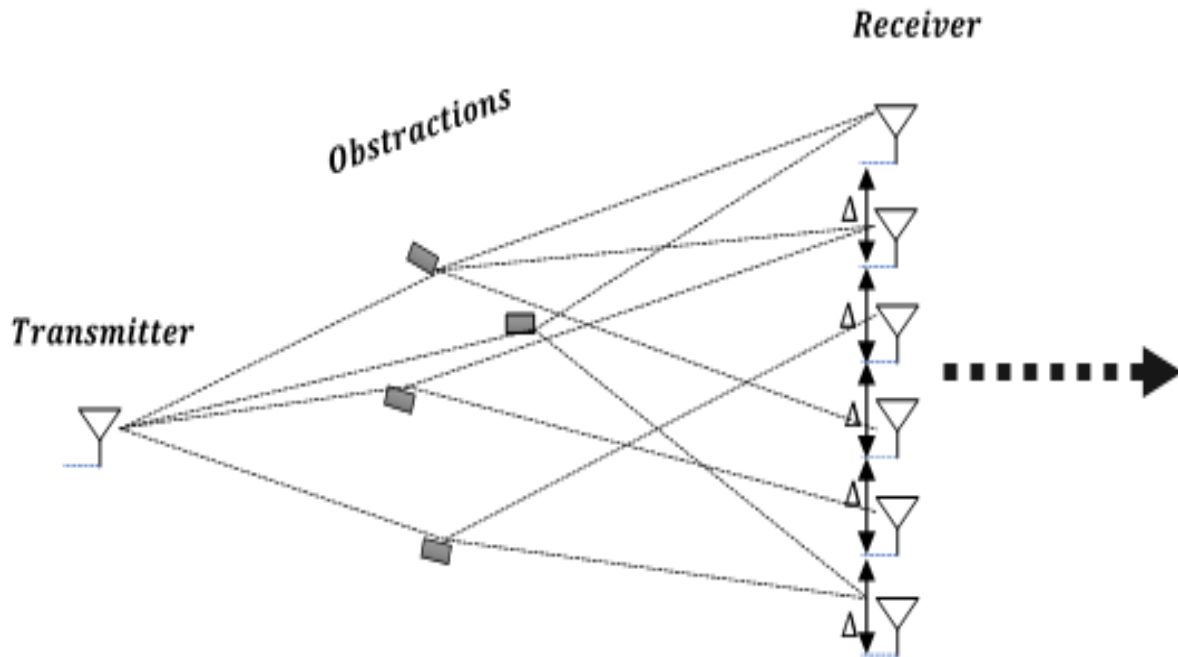 Receiver
Obstractions
Transmitter
Δ
Δ
Δ
Δ
Δ